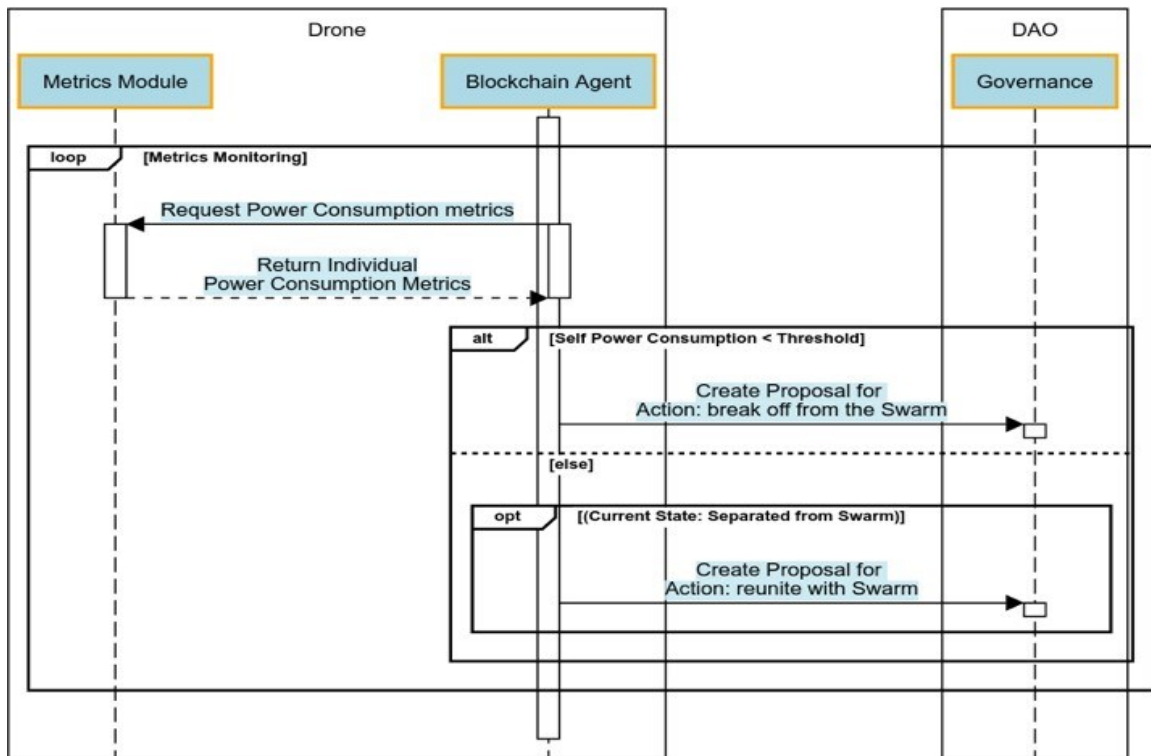 Drone
DAO
Metrics Module
Blockchain Agent
Governance
loop
[Metrics Monitoring]
Request Power Consumption metrics
Return Individual
Power Consumption Metrics
alt
[Self Power Consumption < Threshold]
Create Proposal for
Action: break off from the Swarm
[else]
opt
[(Current State: Separated from Swarm)]
Create Proposal for
Action: reunite with Swarm